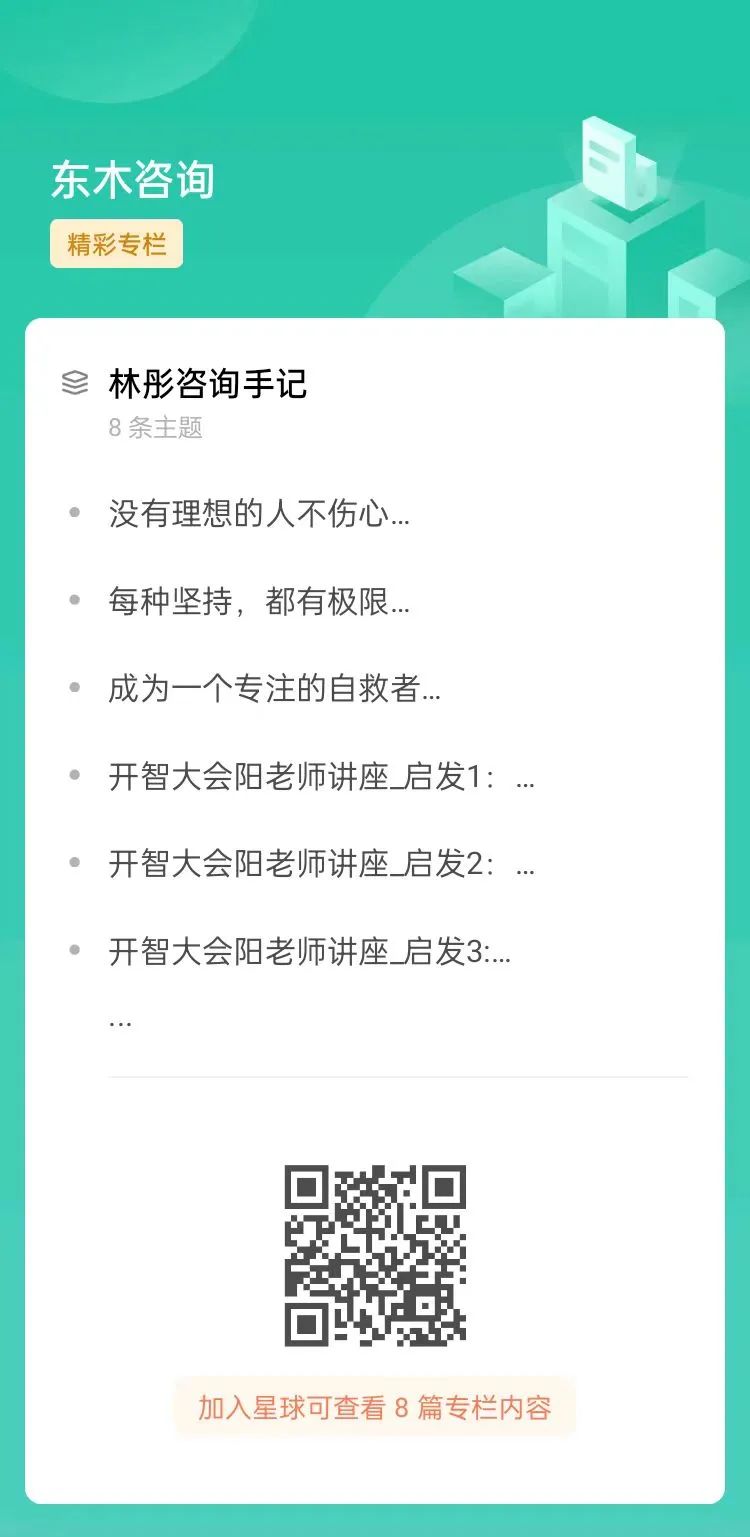 东木咨询
精彩专栏
林彤咨询手记
8 条主题
没有理想的人不伤心...
每种坚持，都有极限...
成为一个专注的自救者...
开智大会阳老师讲座_启发1： ...
开智大会阳老师讲座_启发2： ...
开智大会阳老师讲座_启发3:...
...
加入星球可查看 8 篇专栏内容